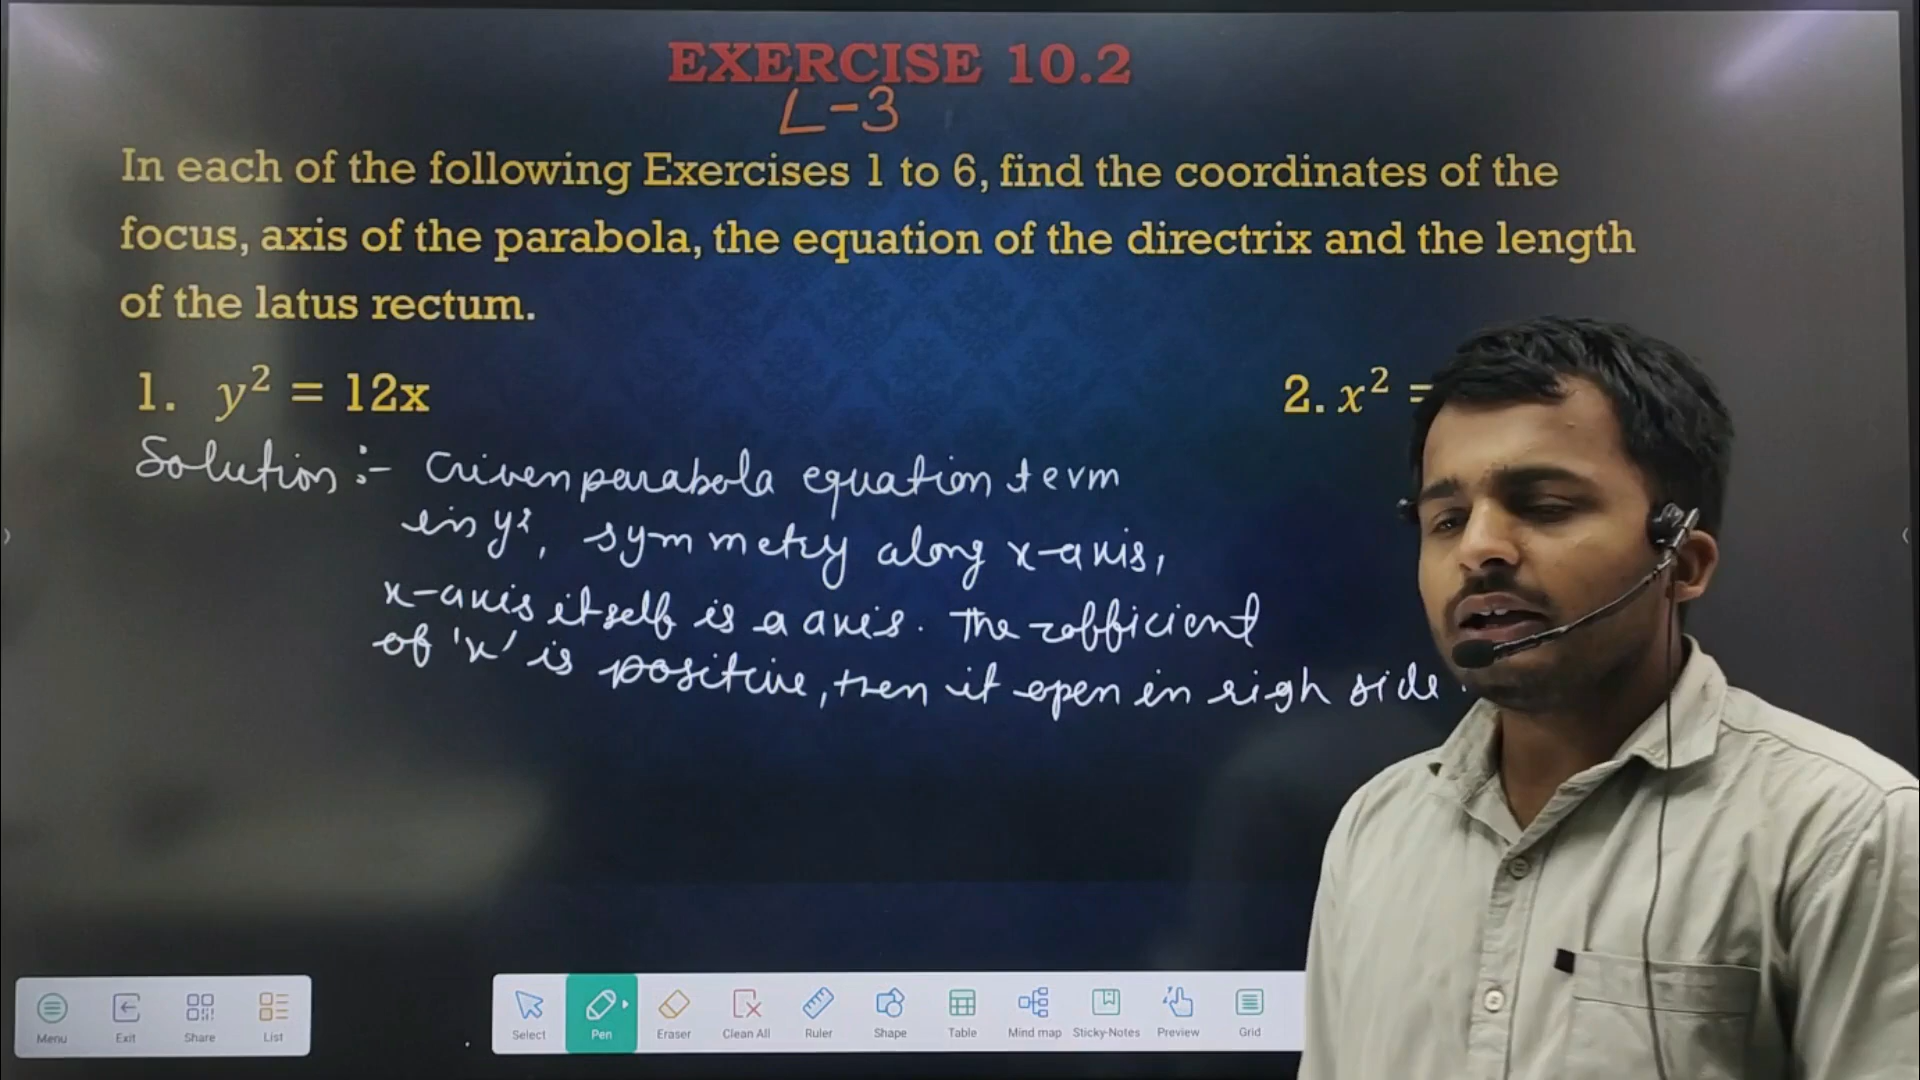 EXERCISE 10.2
L-3
In each of the following Exercises 1 to 6, find the coordinates of the
focus, axis of the parabola, the equation of the directrix and the length
of the latus rectum.
1. y² = 12x
2. x² =
Solution :- Given parabola equation term
in y², symmetry along x-axis,
x-axis itself is a axis. The cofficient
of 'x' is positive, then it open in righ side.
Menu
Exit
Share
List
Select
Pen
Eraser
Clean All
Ruler
Shape
Table
Mind map
Sticky-Notes
Preview
Grid